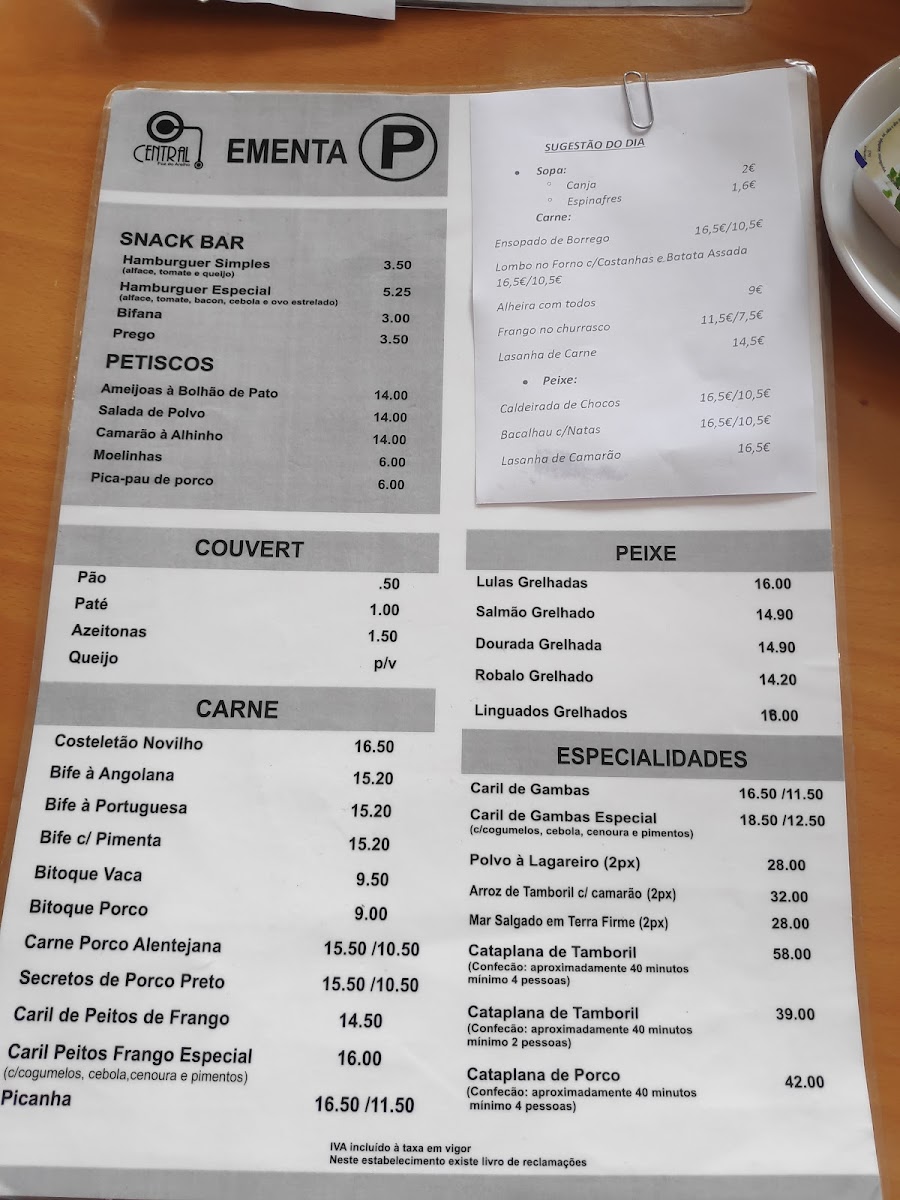 CENTRAL
EMENTA P
SNACK BAR
Hamburguer Simples 3.50
(alface, tomate e queijo)
Hamburguer Especial 5.25
(alface, tomate, bacon, cebola e ovo estrelado)
Bifana 3.00
Prego 3.50
PETISCOS
Ameijoas à Bolhão de Pato 14.00
Salada de Polvo 14.00
Camarão à Alhinho 14.00
Moelinhas 6.00
Pica-pau de porco 6.00
SUGESTÃO DO DIA
Sopa: 2€
Canja 1,6€
Espinafres
Carne:
Ensopado de Borrego 16,5€/10,5€
Lombo no Forno c/Castanhas e Batata Assada
16,5€/10,5€
Alheira com todos 9€
Frango no churrasco 11,5€/7,5€
Lasanha de Carne 14,5€
Peixe:
Caldeirada de Chocos 16,5€/10,5€
Bacalhau c/Natas 16,5€/10,5€
Lasanha de Camarão 16,5€
COUVERT
Pão .50
Paté 1.00
Azeitonas 1.50
Queijo p/v
CARNE
Costeletão Novilho 16.50
Bife à Angolana 15.20
Bife à Portuguesa 15.20
Bife c/ Pimenta 15.20
Bitoque Vaca 9.50
Bitoque Porco 9.00
Carne Porco Alentejana 15.50 /10.50
Secretos de Porco Preto 15.50 /10.50
Caril de Peitos de Frango 14.50
Caril Peitos Frango Especial 16.00
(c/cogumelos, cebola,cenoura e pimentos)
Picanha 16.50 /11.50
PEIXE
Lulas Grelhadas 16.00
Salmão Grelhado 14.90
Dourada Grelhada 14.90
Robalo Grelhado 14.20
Linguados Grelhados
ESPECIALIDADES
Caril de Gambas 16.50 /11.50
Caril de Gambas Especial 18.50 /12.50
(c/cogumelos, cebola, cenoura e pimentos)
Polvo à Lagareiro (2px) 28.00
Arroz de Tamboril c/ camarão (2px) 32.00
Mar Salgado em Terra Firme (2px) 28.00
Cataplana de Tamboril 58.00
(Confecão: aproximadamente 40 minutos
mínimo 4 pessoas)
Cataplana de Tamboril 39.00
(Confecão: aproximadamente 40 minutos
mínimo 2 pessoas)
Cataplana de Porco 42.00
(Confecão: aproximadamente 40 minutos
mínimo 4 pessoas)
IVA incluído à taxa em vigor
Neste estabelecimento existe livro de reclamações